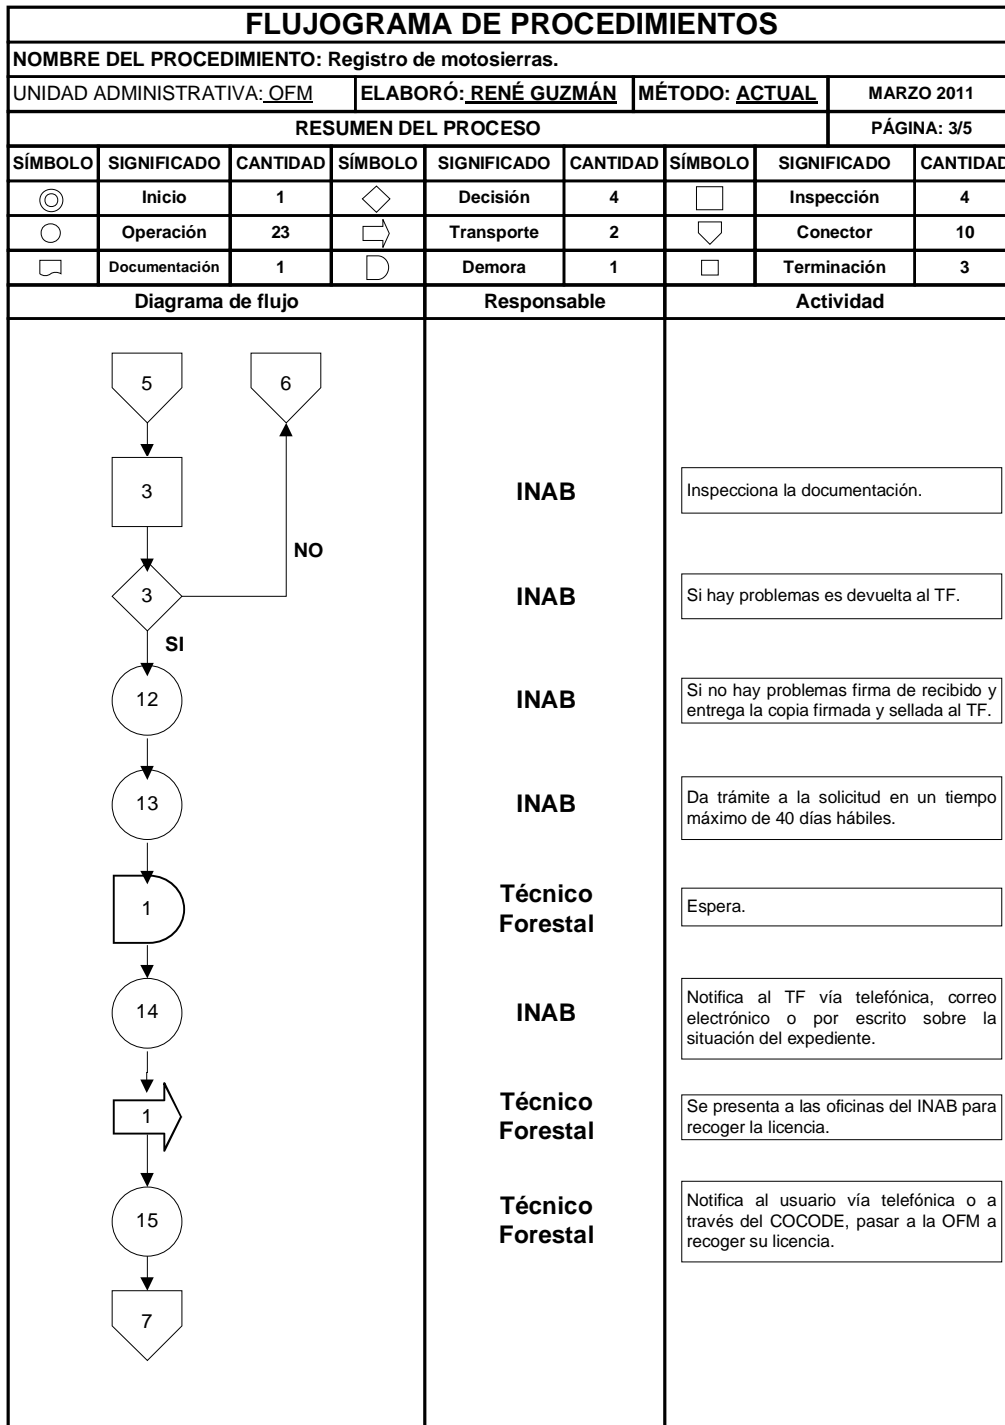 FLUJOGRAMA DE PROCEDIMIENTOS
NOMBRE DEL PROCEDIMIENTO: Registro de motosierras.
UNIDAD ADMINISTRATIVA: OFM ELABORÓ: RENÉ GUZMÁN MÉTODO: ACTUAL MARZO 2011
RESUMEN DEL PROCESO PÁGINA: 3/5
SÍMBOLO SIGNIFICADO CANTIDAD SÍMBOLO SIGNIFICADO CANTIDAD SÍMBOLO SIGNIFICADO CANTIDAD
Inicio 1 Decisión 4 Inspección 4
Operación 23 Transporte 2 Conector 10
Documentación 1 Demora 1 Terminación 3
Diagrama de flujo Responsable Actividad
5 6
3 INAB Inspecciona la documentación.
NO
3 INAB Si hay problemas es devuelta al TF.
SI
12 INAB Si no hay problemas firma de recibido y
entrega la copia firmada y sellada al TF.
13 INAB Da trámite a la solicitud en un tiempo
máximo de 40 días hábiles.
1 Técnico
Forestal
Espera.
14 INAB Notifica al TF vía telefónica, correo
electrónico o por escrito sobre la
situación del expediente.
1 Técnico
Forestal
Se presenta a las oficinas del INAB para
recoger la licencia.
15 Técnico
Forestal
Notifica al usuario vía telefónica o a
través del COCODE, pasar a la OFM a
recoger su licencia.
7